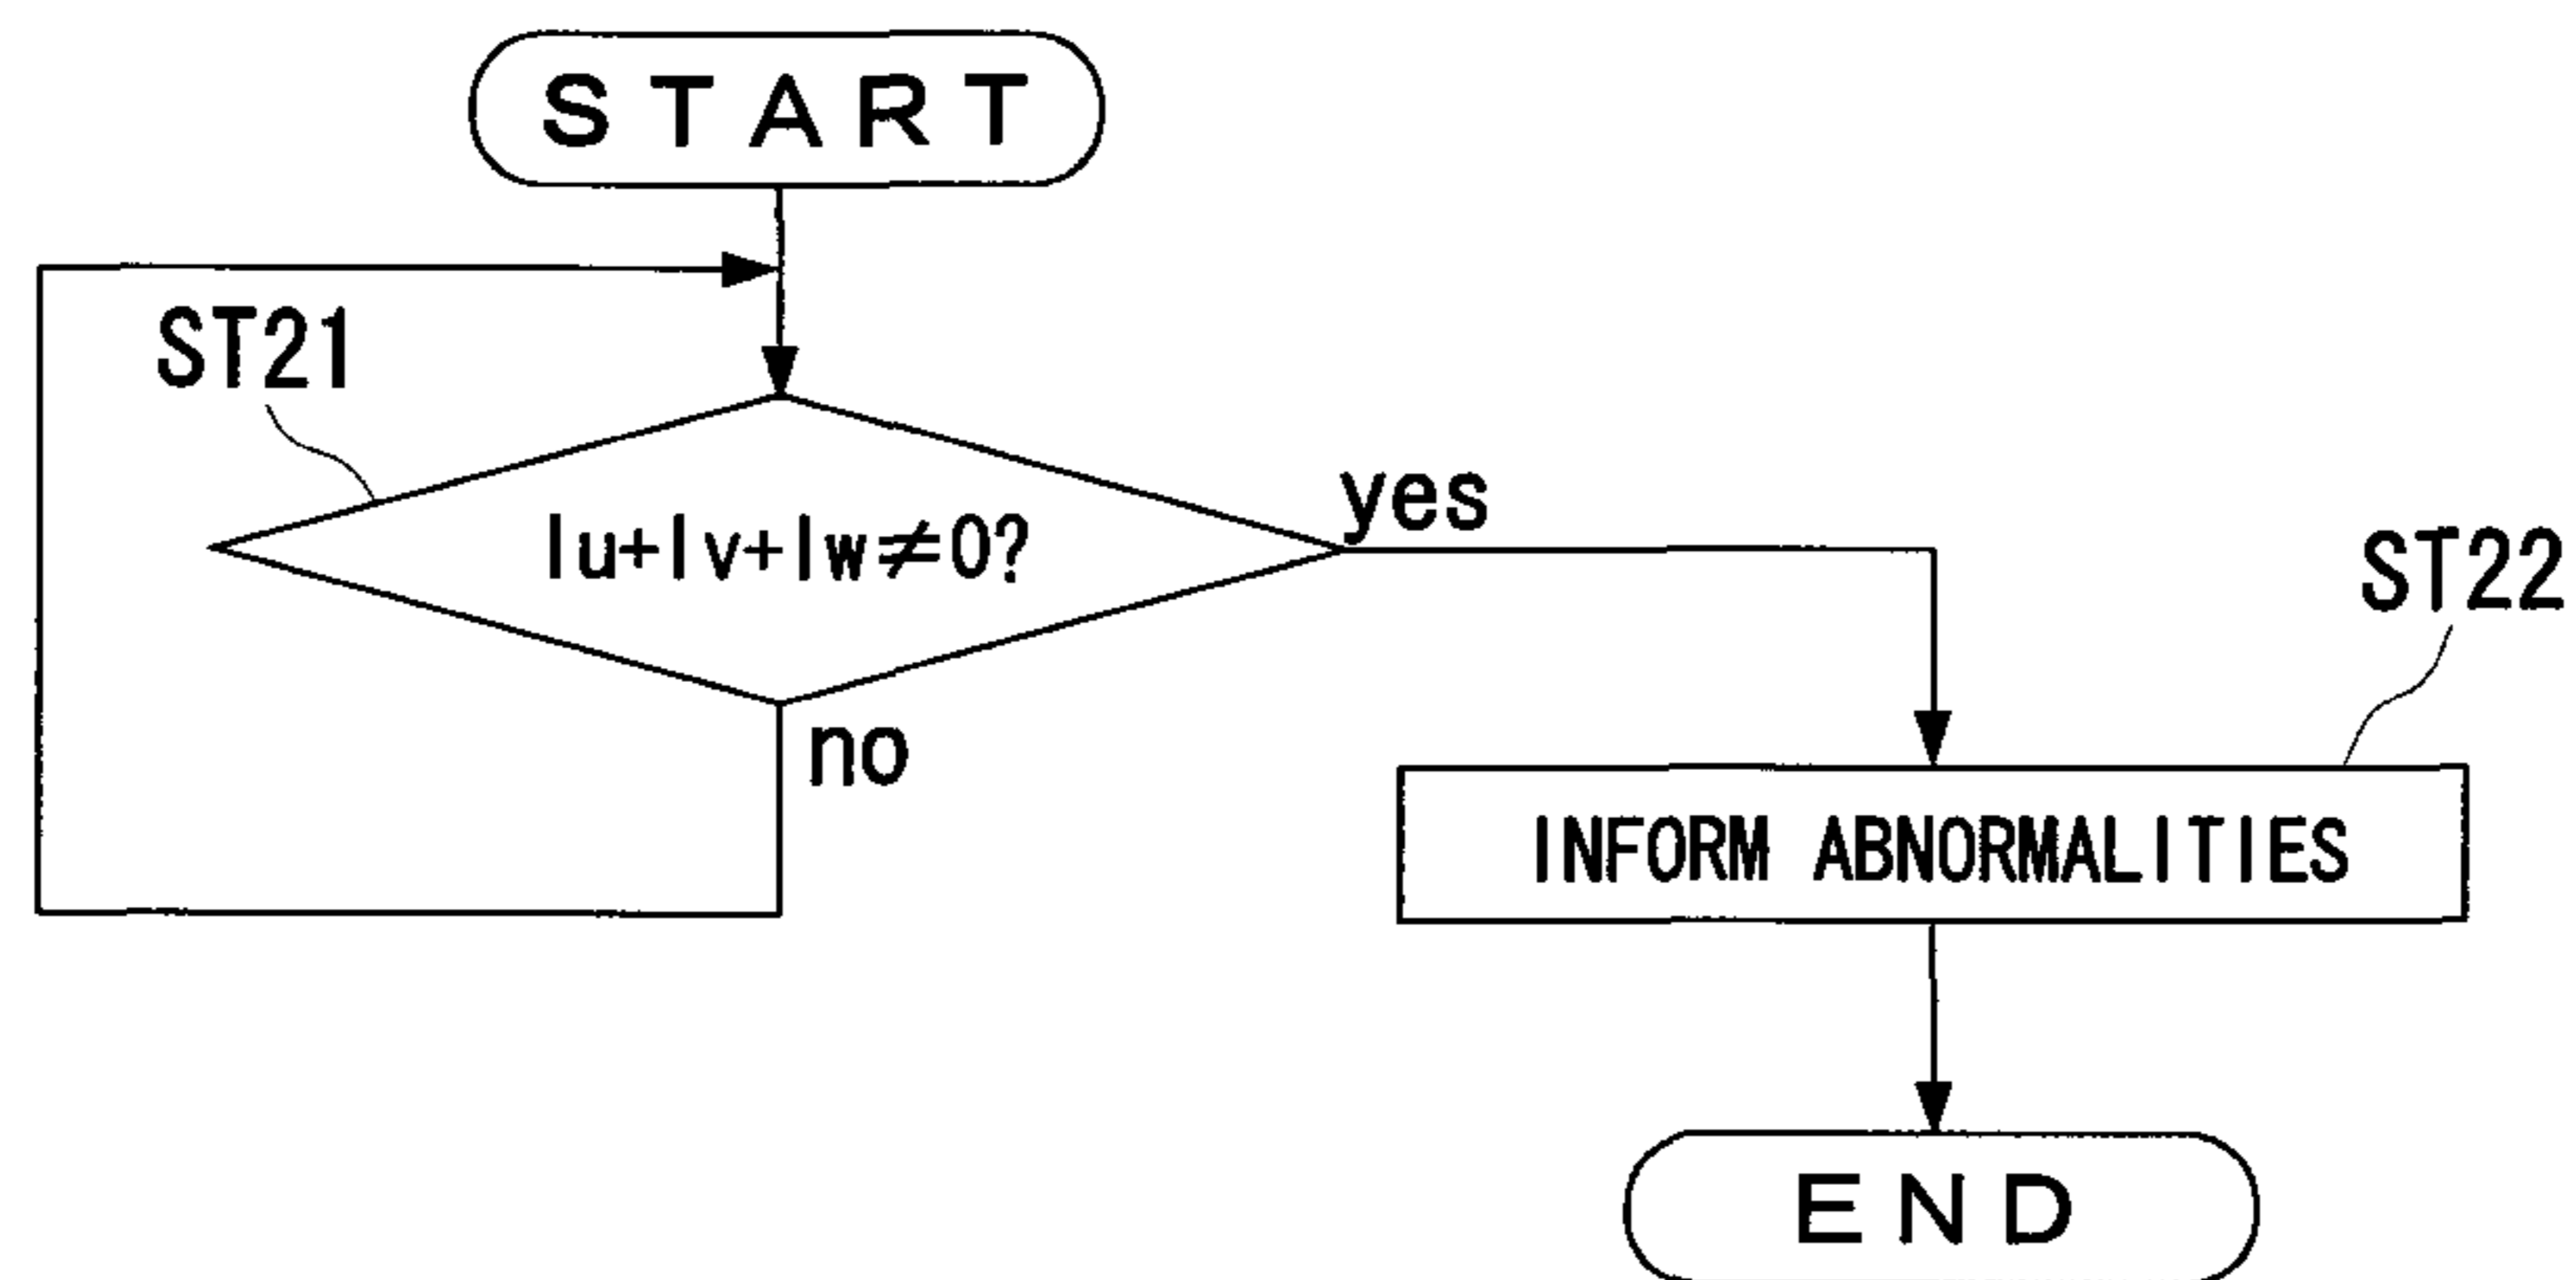 START
ST21
Iu+Iv+Iw≠0?
yes
no
ST22
INFORM ABNORMALITIES
END